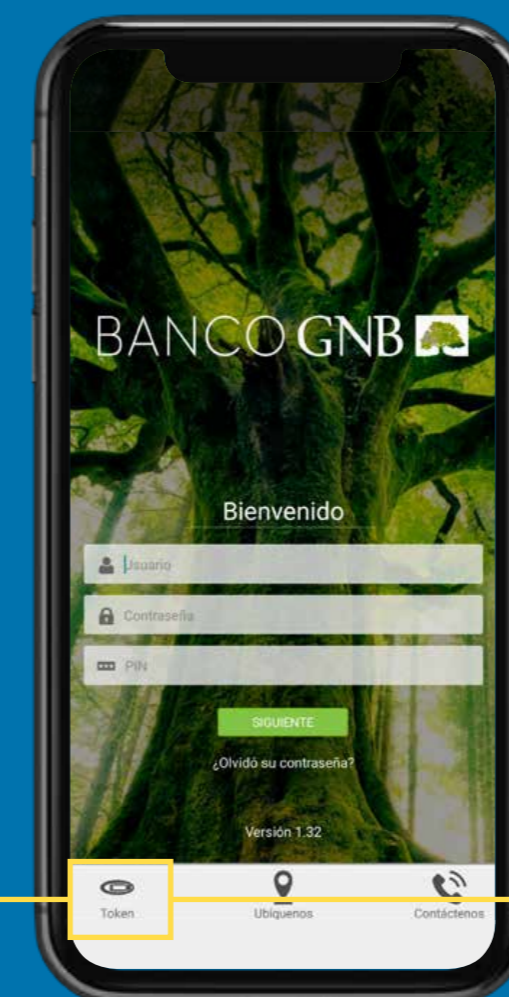 BANCO GNB
Bienvenido
Usuario
Contraseña
PIN
SIGUIENTE
¿Olvidó su contraseña?
Versión 1.32
Token
Ubíquenos
Contáctenos